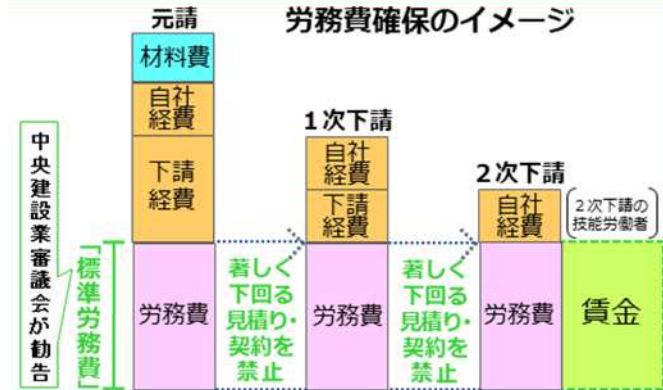 労務費確保のイメージ
元請
材料費
自社
経費
下請
経費
労務費
1次下請
自社
経費
下請
経費
労務費
2次下請
自社
経費
労務費
2次下請の
技能労働者
賃金
中央建設業審議会が勧告
「標準労務費」
著しく
下回る
見積り・
契約を
禁止
著しく
下回る
見積り・
契約を
禁止